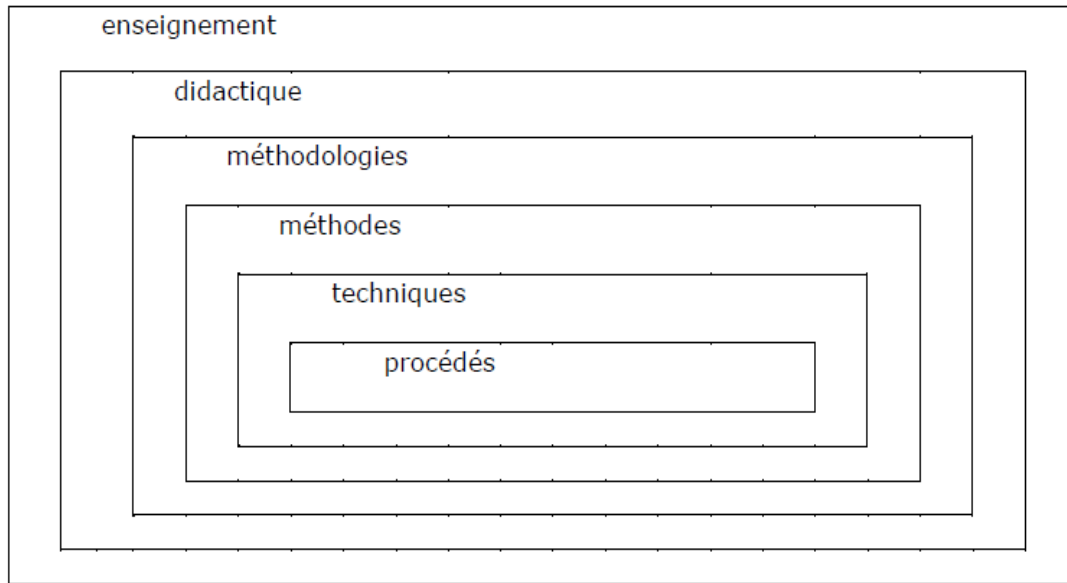 enseignement
didactique
méthodologies
méthodes
techniques
procédés